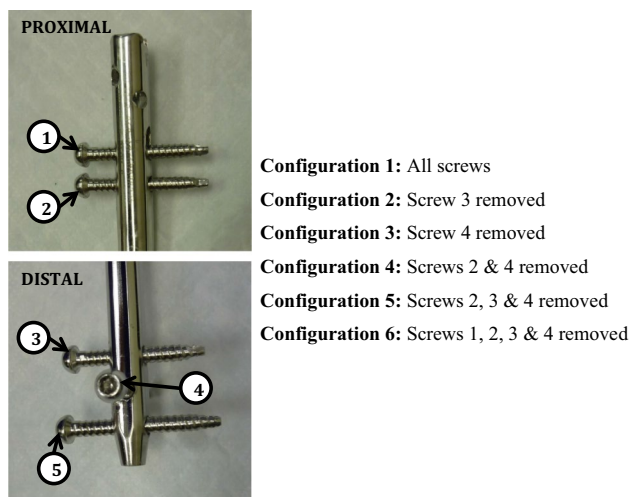 PROXIMAL
1
2
Configuration 1: All screws
Configuration 2: Screw 3 removed
Configuration 3: Screw 4 removed
Configuration 4: Screws 2 & 4 removed
Configuration 5: Screws 2, 3 & 4 removed
Configuration 6: Screws 1, 2, 3 & 4 removed
DISTAL
3
4
5